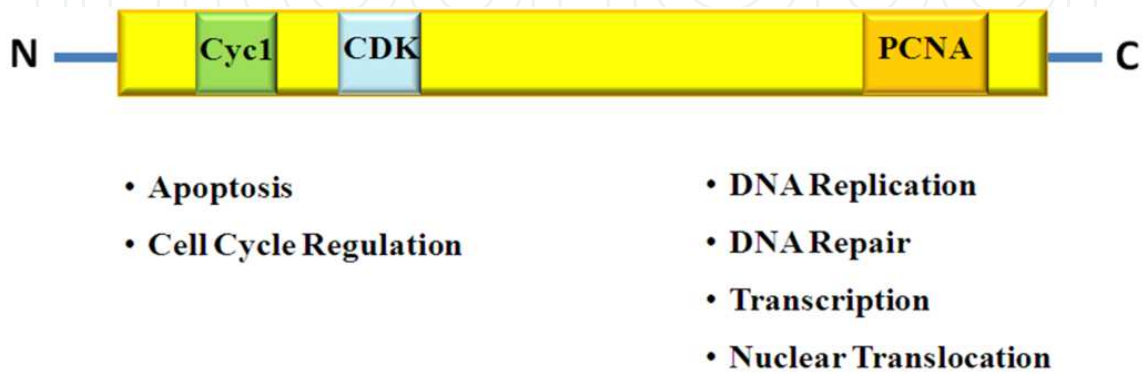 N Cyc1 CDK PCNA C
• Apoptosis
• Cell Cycle Regulation
• DNA Replication
• DNA Repair
• Transcription
• Nuclear Translocation